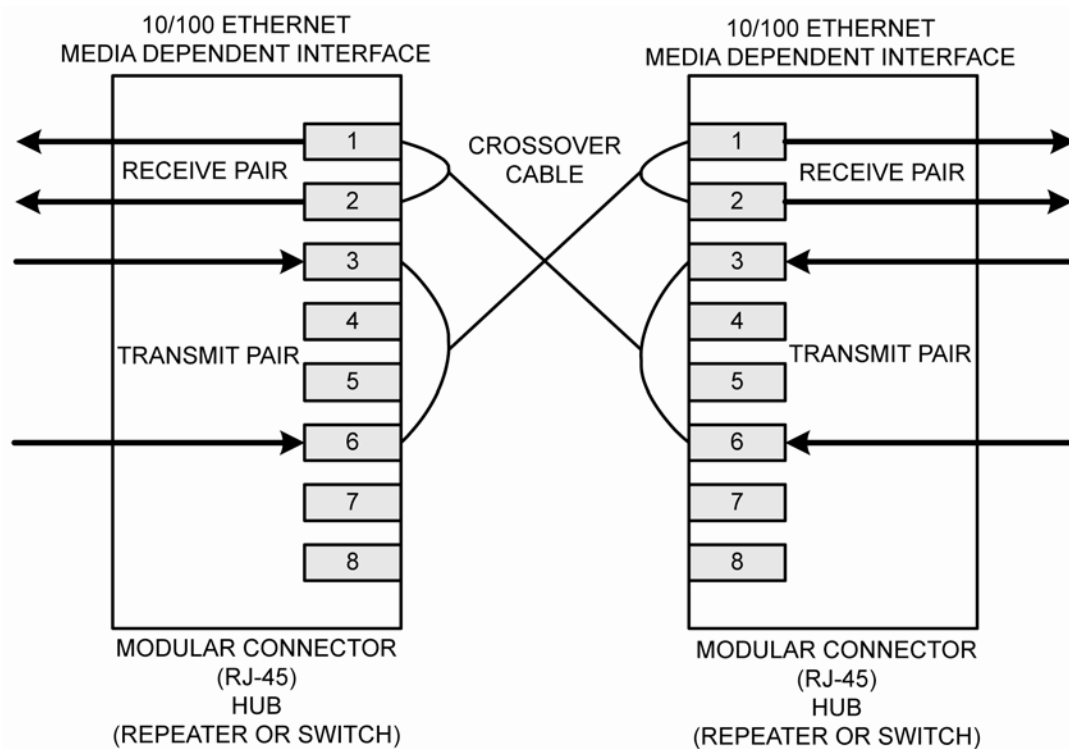 10/100 ETHERNET
MEDIA DEPENDENT INTERFACE
10/100 ETHERNET
MEDIA DEPENDENT INTERFACE
1
RECEIVE PAIR
2
3
4
TRANSMIT PAIR
5
6
7
8
CROSSOVER
CABLE
1
RECEIVE PAIR
2
3
4
TRANSMIT PAIR
5
6
7
8
MODULAR CONNECTOR
(RJ-45)
HUB
(REPEATER OR SWITCH)
MODULAR CONNECTOR
(RJ-45)
HUB
(REPEATER OR SWITCH)